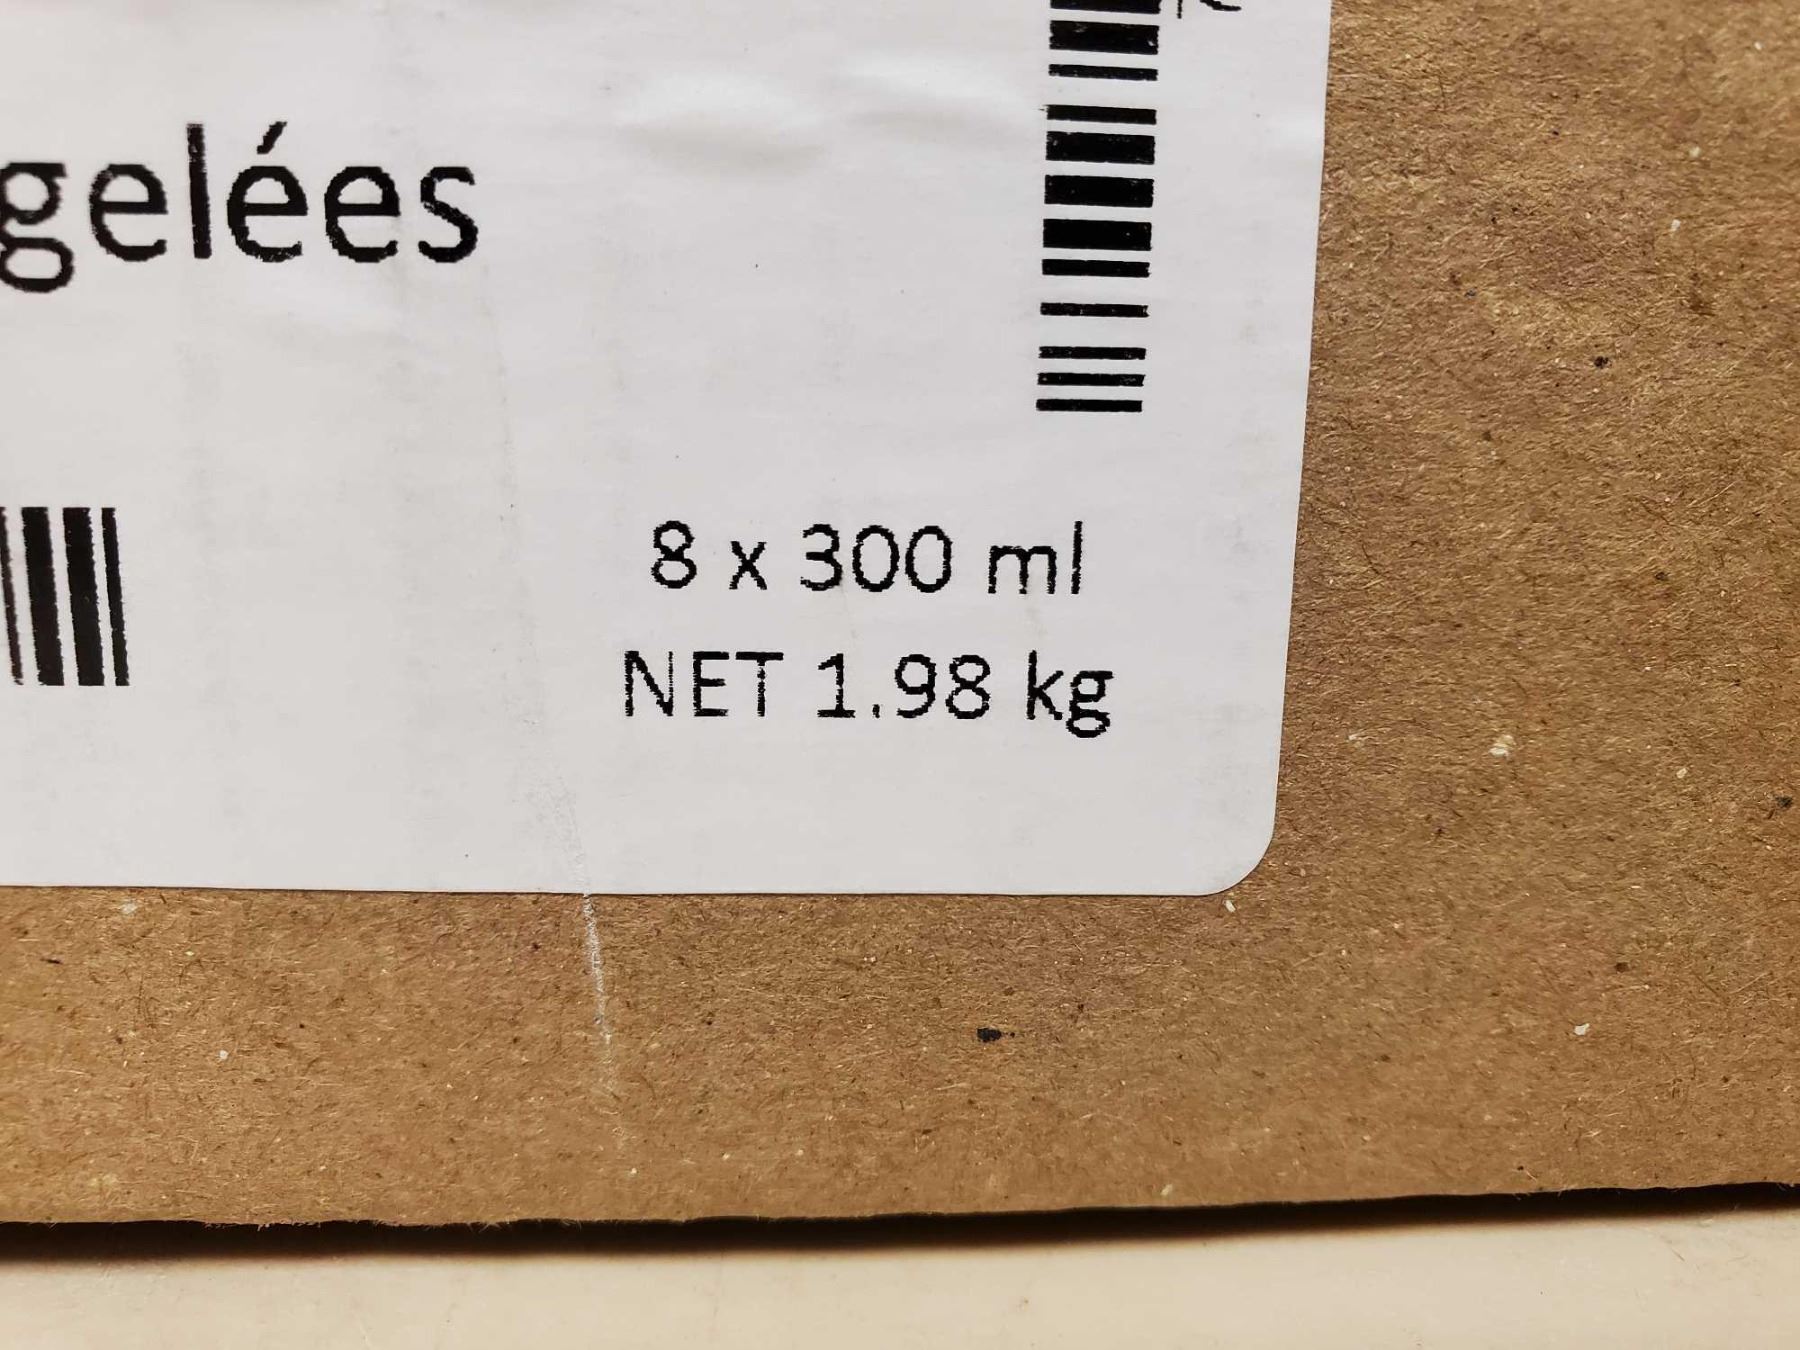 gelées
8 x 300 ml
NET 1.98 kg